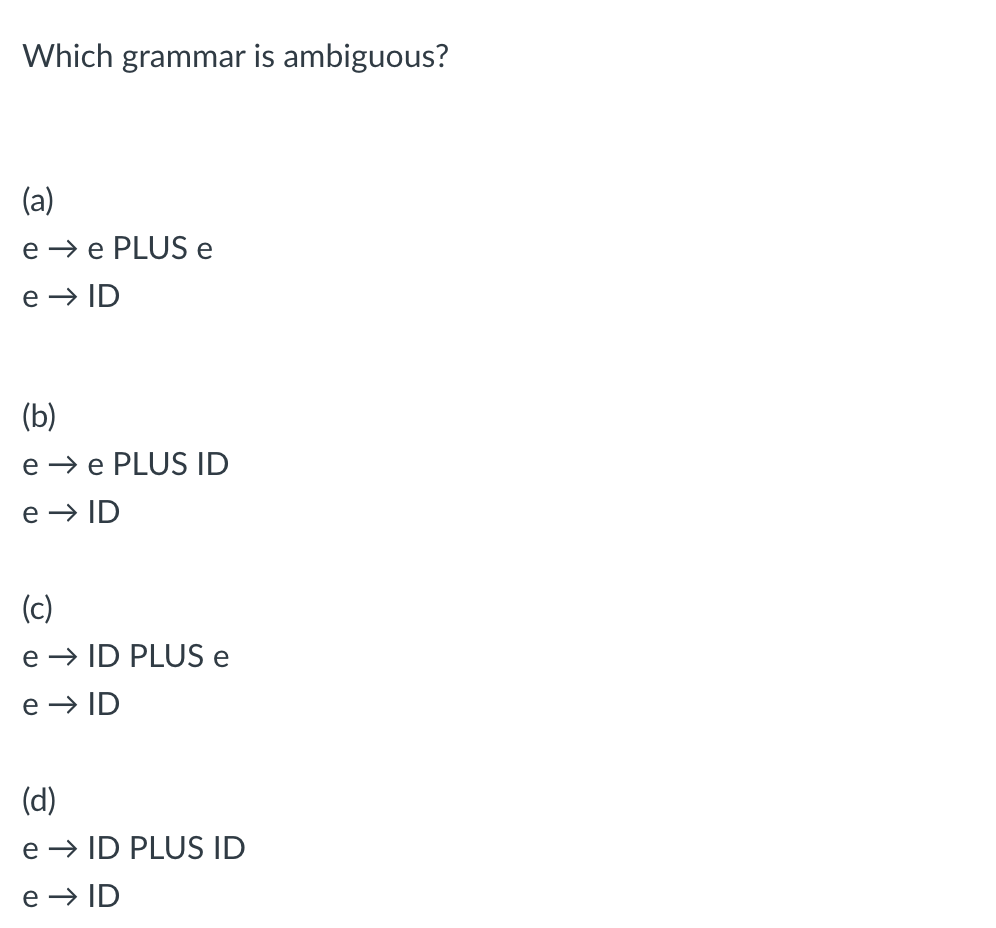 Which grammar is ambiguous?
(a)
e → e PLUS e
e → ID
(b)
e → e PLUS ID
e → ID
(c)
e → ID PLUS e
e → ID
(d)
e → ID PLUS ID
e → ID